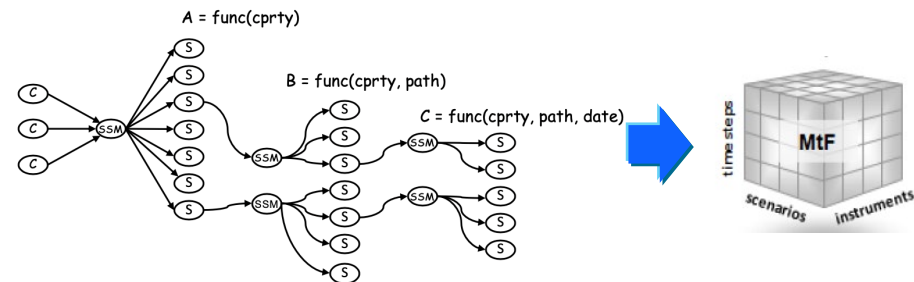 A = func(cprty)
S
S
S
S
S
S
S
C
C
C
SSM
B = func(cprty, path)
SSM
S
S
S
SSM
S
S
S
S
C = func(cprty, path, date)
SSM
S
S
SSM
S
S
S
time steps
MtF
scenarios
instruments